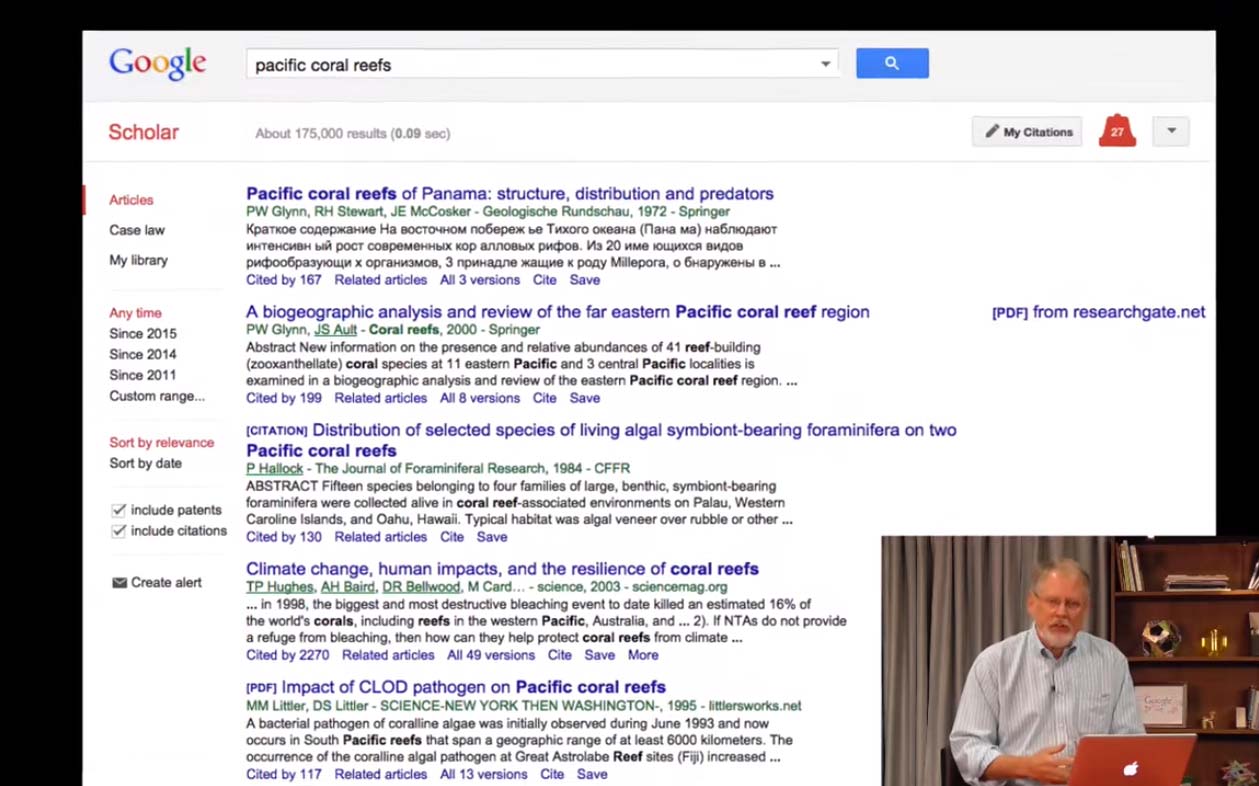 Google
pacific coral reefs
Scholar
About 175,000 results (0.09 sec)
My Citations
27
Articles
Case law
My library
Any time
Since 2015
Since 2014
Since 2011
Custom range...
Sort by relevance
Sort by date
include patents
include citations
Create alert
Pacific coral reefs of Panama: structure, distribution and predators
PW Glynn, RH Stewart, JE McCosker - Geologische Rundschau, 1972 - Springer
Краткое содержание На восточном побереж ье Тихого океана (Пана ма) наблюдают
интенсивн ый рост современных кор алловых рифов. Из 20 име ющихся видов
рифообразующи х организмов, 3 принадле жащие к роду Millepora, о бнаружены в ...
Cited by 167 Related articles All 3 versions Cite Save
A biogeographic analysis and review of the far eastern Pacific coral reef region
[PDF] from researchgate.net
PW Glynn, JS Ault - Coral reefs, 2000 - Springer
Abstract New information on the presence and relative abundances of 41 reef-building
(zooxanthellate) coral species at 11 eastern Pacific and 3 central Pacific localities is
examined in a biogeographic analysis and review of the eastern Pacific coral reef region. ...
Cited by 199 Related articles All 8 versions Cite Save
[CITATION] Distribution of selected species of living algal symbiont-bearing foraminifera on two
Pacific coral reefs
P Hallock - The Journal of Foraminiferal Research, 1984 - CFFR
ABSTRACT Fifteen species belonging to four families of large, benthic, symbiont-bearing
foraminifera were collected alive in coral reef-associated environments on Palau, Western
Caroline Islands, and Oahu, Hawaii. Typical habitat was algal veneer over rubble or other ...
Cited by 130 Related articles Cite Save
Climate change, human impacts, and the resilience of coral reefs
TP Hughes, AH Baird, DR Bellwood, M Card... - science, 2003 - sciencemag.org
... in 1998, the biggest and most destructive bleaching event to date killed an estimated 16% of
the world's corals, including reefs in the western Pacific, Australia, and ... 2). If NTAs do not provide
a refuge from bleaching, then how can they help protect coral reefs from climate ...
Cited by 2270 Related articles All 49 versions Cite Save More
[PDF] Impact of CLOD pathogen on Pacific coral reefs
MM Littler, DS Littler - SCIENCE-NEW YORK THEN WASHINGTON-, 1995 - littlersworks.net
A bacterial pathogen of coralline algae was initially observed during June 1993 and now
occurs in South Pacific reefs that span a geographic range of at least 6000 kilometers. The
occurrence of the coralline algal pathogen at Great Astrolabe Reef sites (Fiji) increased ...
Cited by 117 Related articles All 13 versions Cite Save
Google